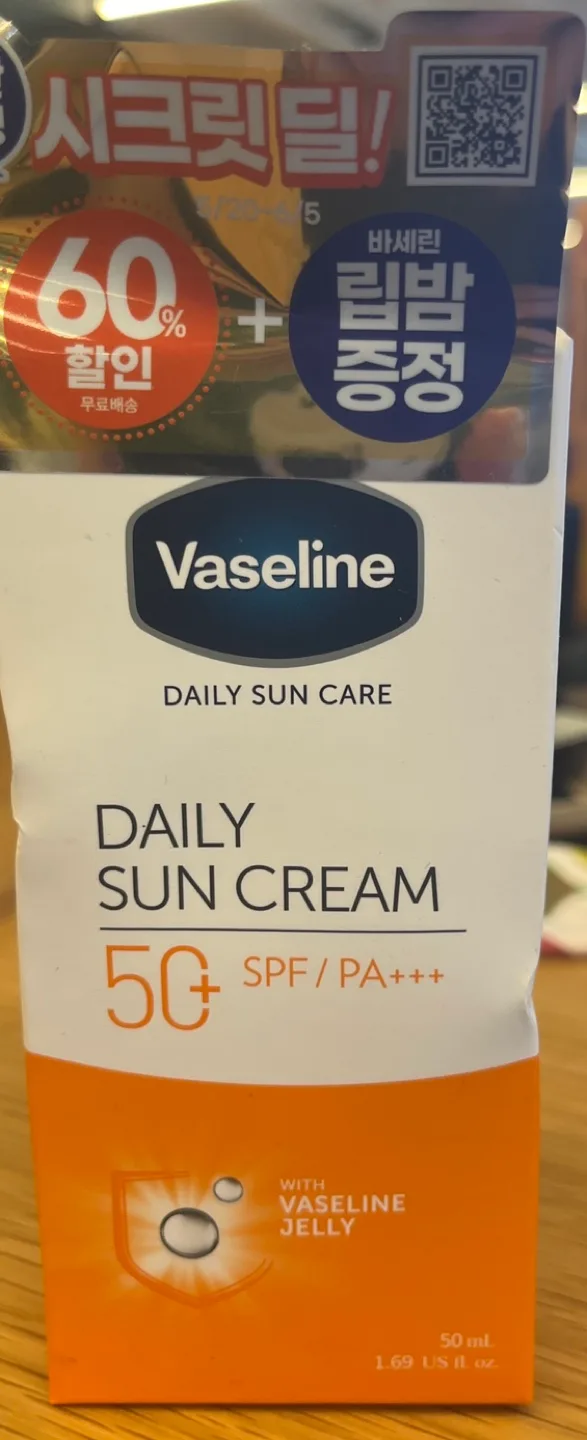 시크릿딜!
60%
할인
무료배송
+
바세린
립밤
증정
Vaseline
DAILY SUN CARE
DAILY
SUN CREAM
50+ SPF / PA+++
WITH
VASELINE
JELLY
50 mL
1.69 US fl. oz.